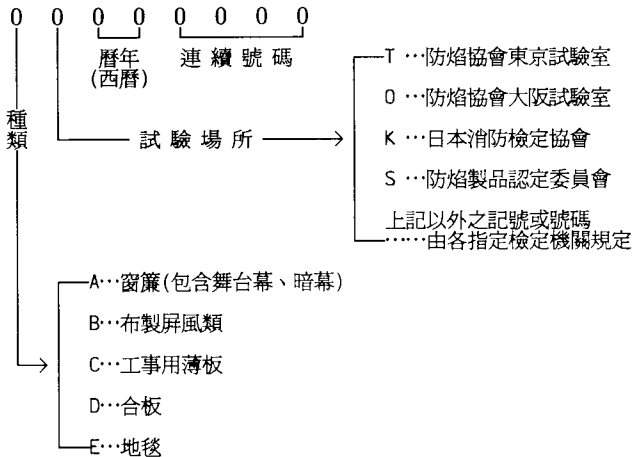 0 0 0 0 0 0 0 0
曆年 連續號碼
(西曆)
種類
試驗場所
T…防焰協會東京試驗室
O…防焰協會大阪試驗室
K…日本消防檢定協會
S…防焰製品認定委員會
上記以外之記號或號碼
……由各指定檢定機關規定
A…窗簾(包含舞台幕、暗幕)
B…布製屏風類
C…工事用薄板
D…合板
E…地毯